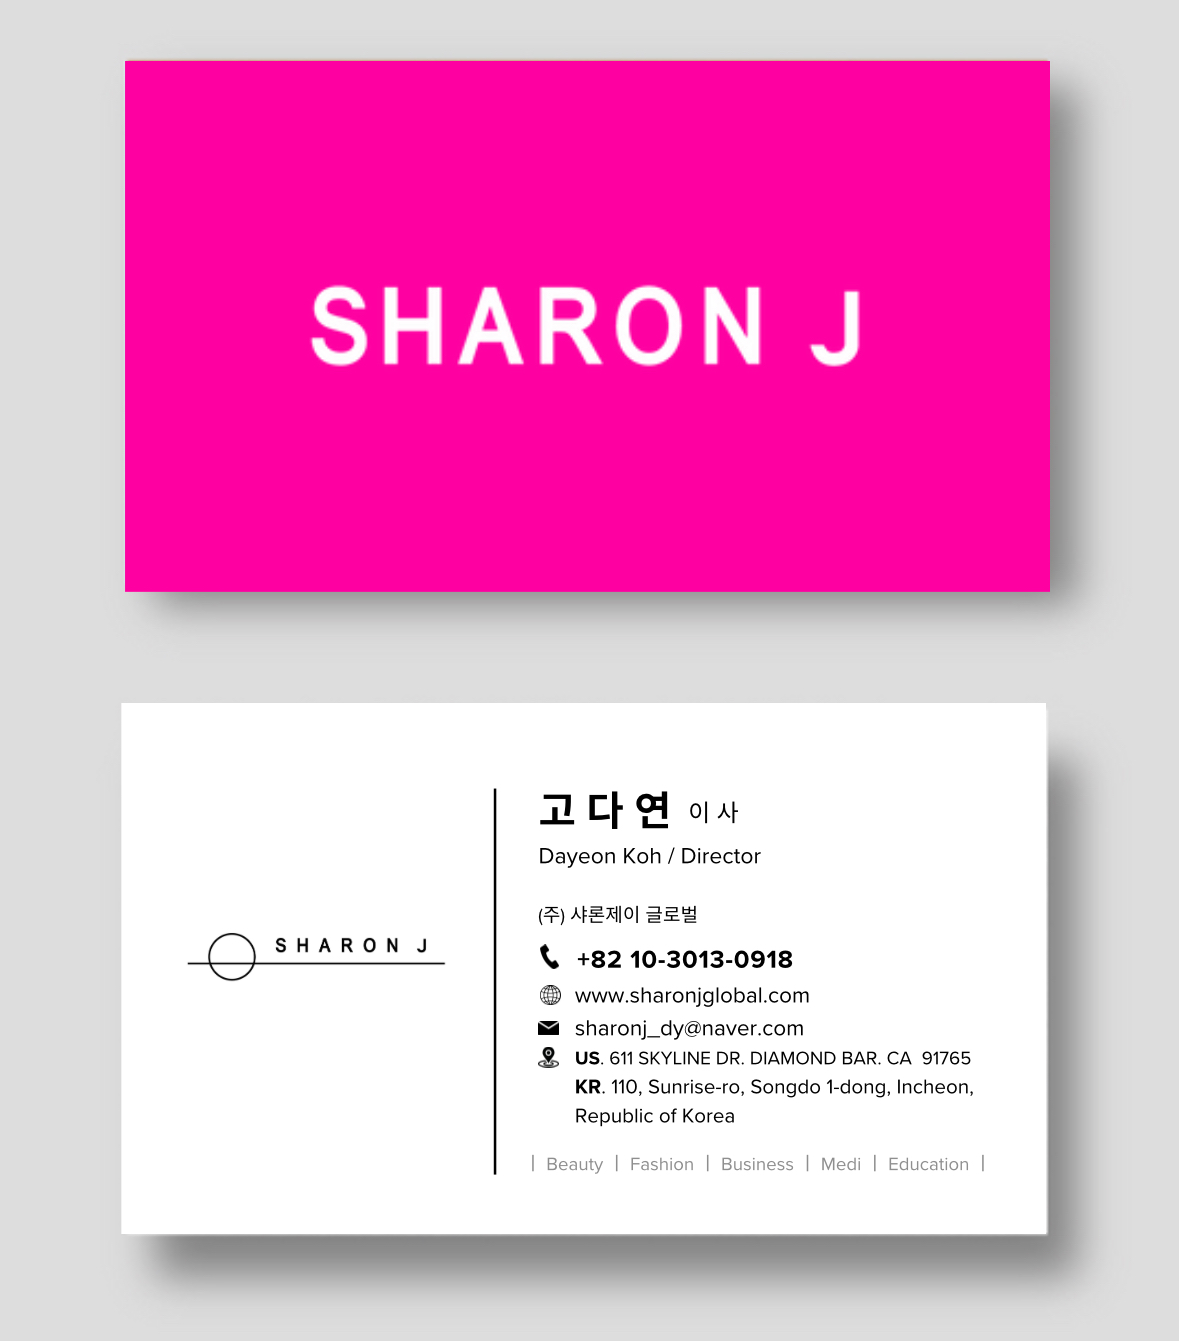 SHARON J
SHARON J
고다연 이사
Dayeon Koh / Director
(주) 샤론제이 글로벌
+82 10-3013-0918
www.sharonjglobal.com
sharonj_dy@naver.com
US. 611 SKYLINE DR. DIAMOND BAR. CA 91765
KR. 110, Sunrise-ro, Songdo 1-dong, Incheon,
Republic of Korea
| Beauty | Fashion | Business | Medi | Education |